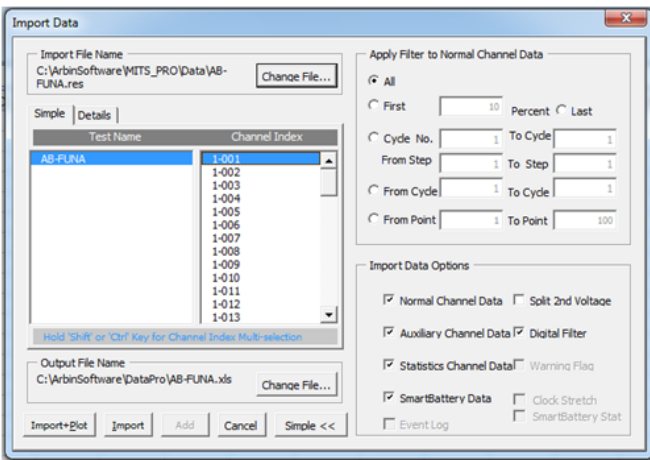 Import Data
Import File Name
C:\ArbinSoftware\MITS_PRO\Data\AB-
FUNA.res
Change File...
Simple
Details
Test Name
Channel Index
AB-FUNA
1-001
1-002
1-003
1-004
1-005
1-006
1-007
1-008
1-009
1-010
1-011
1-012
1-013
Hold 'Shift' or 'Ctrl' Key for Channel Index Multi-selection
Output File Name
C:\ArbinSoftware\DataPro\AB-FUNA.xls
Change File...
Import+Plot
Import
Add
Cancel
Simple <<
Apply Filter to Normal Channel Data
All
First 10 Percent Last
Cycle No. 1 To Cycle 1
From Step 1 To Step 1
From Cycle 1 To Cycle 1
From Point 1 To Point 100
Import Data Options
Normal Channel Data Split 2nd Voltage
Auxiliary Channel Data Digital Filter
Statistics Channel Data Warning Flag
SmartBattery Data Clock Stretch
Event Log SmartBattery Stat